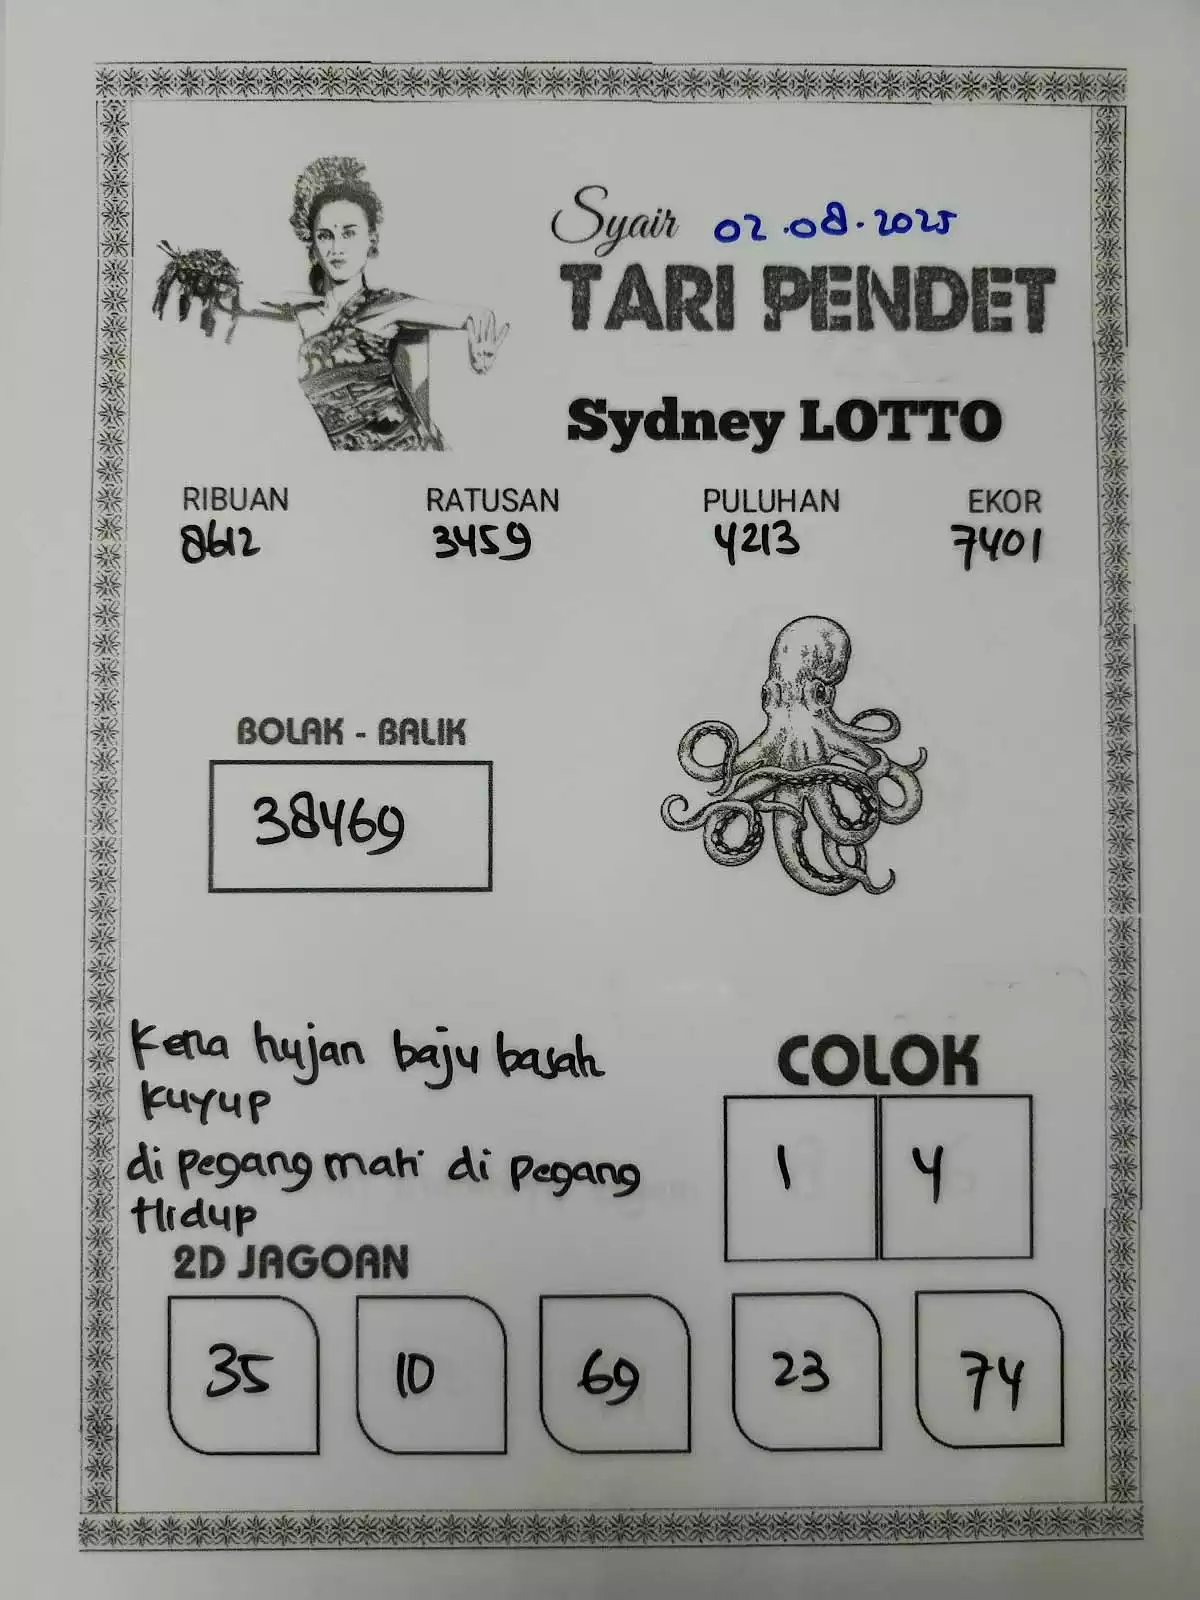 Syair 02.08.2025
TARI PENDET
Sydney LOTTO
RIBUAN RATUSAN PULUHAN EKOR
8612 3459 4213 7401
BOLAK - BALIK
38469
Kena hujan baju basah
kuyup
di pegang mati di pegang
Hidup
COLOK
1 4
2D JAGOAN
35 10 69 23 74